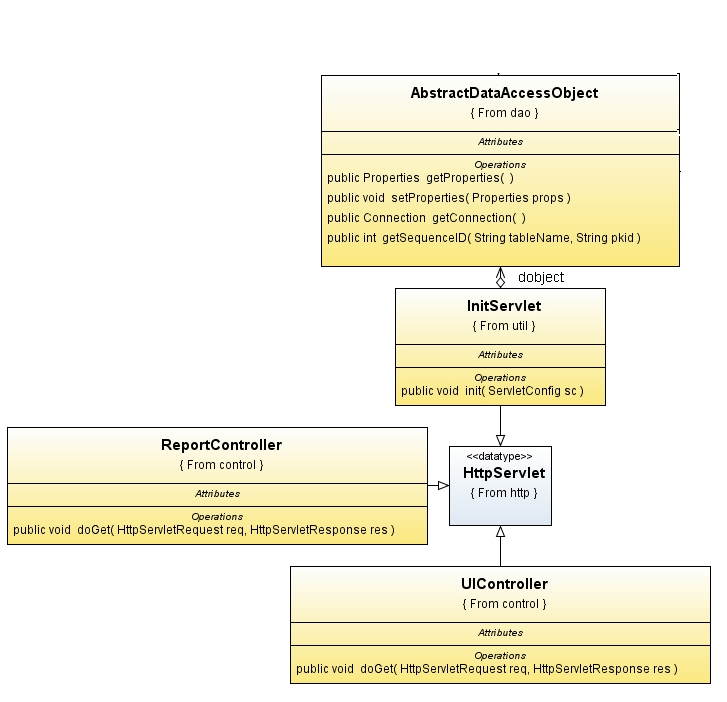 AbstractDataAccessObject
{ From dao }
Attributes
Operations
public Properties  getProperties(  )
public void  setProperties( Properties props )
public Connection  getConnection(  )
public int  getSequenceID( String tableName, String pkid )
dobject
InitServlet
{ From util }
Attributes
Operations
public void  init( ServletConfig sc )
ReportController
{ From control }
Attributes
Operations
public void  doGet( HttpServletRequest req, HttpServletResponse res )
<<datatype>>
HttpServlet
{ From http }
UIController
{ From control }
Attributes
Operations
public void  doGet( HttpServletRequest req, HttpServletResponse res )